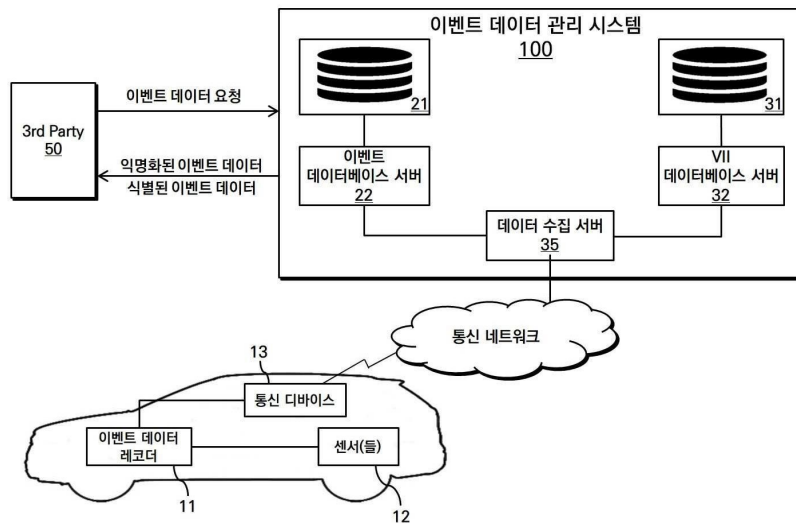 이벤트 데이터 관리 시스템
100
21
31
이벤트 데이터 요청
3rd Party
50
익명화된 이벤트 데이터
식별된 이벤트 데이터
이벤트
데이터베이스 서버
22
VII
데이터베이스 서버
32
데이터 수집 서버
35
통신 네트워크
13
통신 디바이스
이벤트 데이터
레코더
센서(들)
11
12